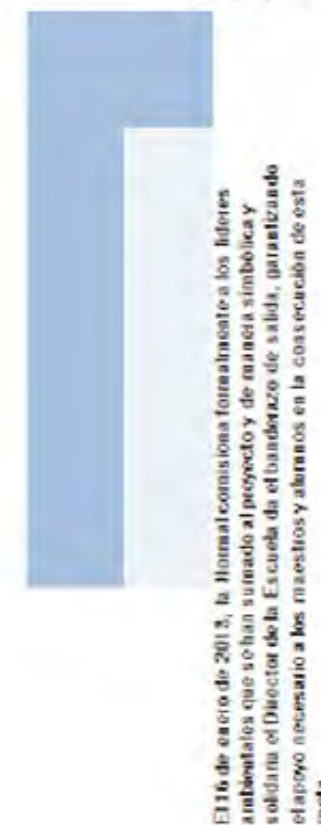 El 16 de enero de 2013, la Normal comisiona formalmente a los líderes
ambientales que se han sumado al proyecto y de manera simbólica y
solidaria el Director de la Escuela da el banderazo de salida, garantizando
el apoyo necesario a los maestros y alumnos en la consecución de esta